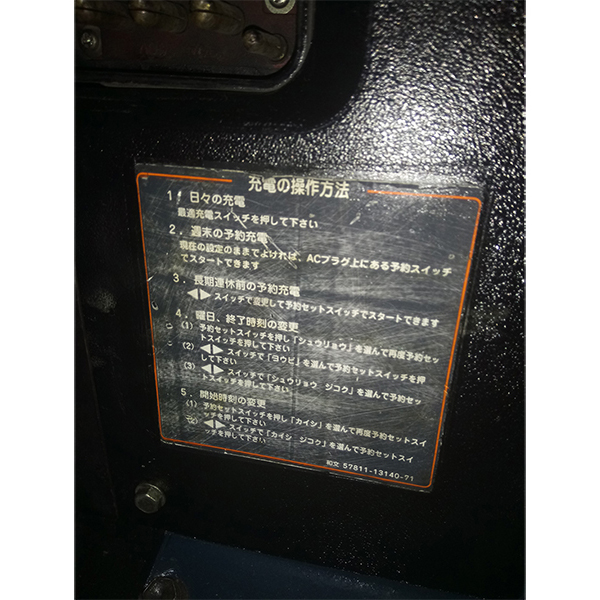 充電の操作方法
1. 日々の充電
最適充電スイッチを押して下さい
2. 週末の予約充電
現在の設定のままでよければ、ACプラグ上にある予約スイッチ
でスタートできます
3. 長期連休前の予約充電
◀▶スイッチで変更して予約セットスイッチでスタートできます
4. 曜日、終了時刻の変更
(1) 予約セットスイッチを押し「シュウリョウ」を選んで再度予約セッ
トスイッチを押して下さい
(2) ◀▶スイッチで「ヨウビ」を選んで予約セットスイッチを押
して下さい
(3) ◀▶スイッチで「シュウリョウ ジコク」を選んで予約セッ
トスイッチを押して下さい
5. 開始時刻の変更
(1) 予約セットスイッチを押し「カイシ」を選んで再度予約セットスイ
ッチを押して下さい
(2) ◀▶スイッチで「カイシ ジコク」を選んで予約セットスイ
ッチを押して下さい
和文 57811-13140-71